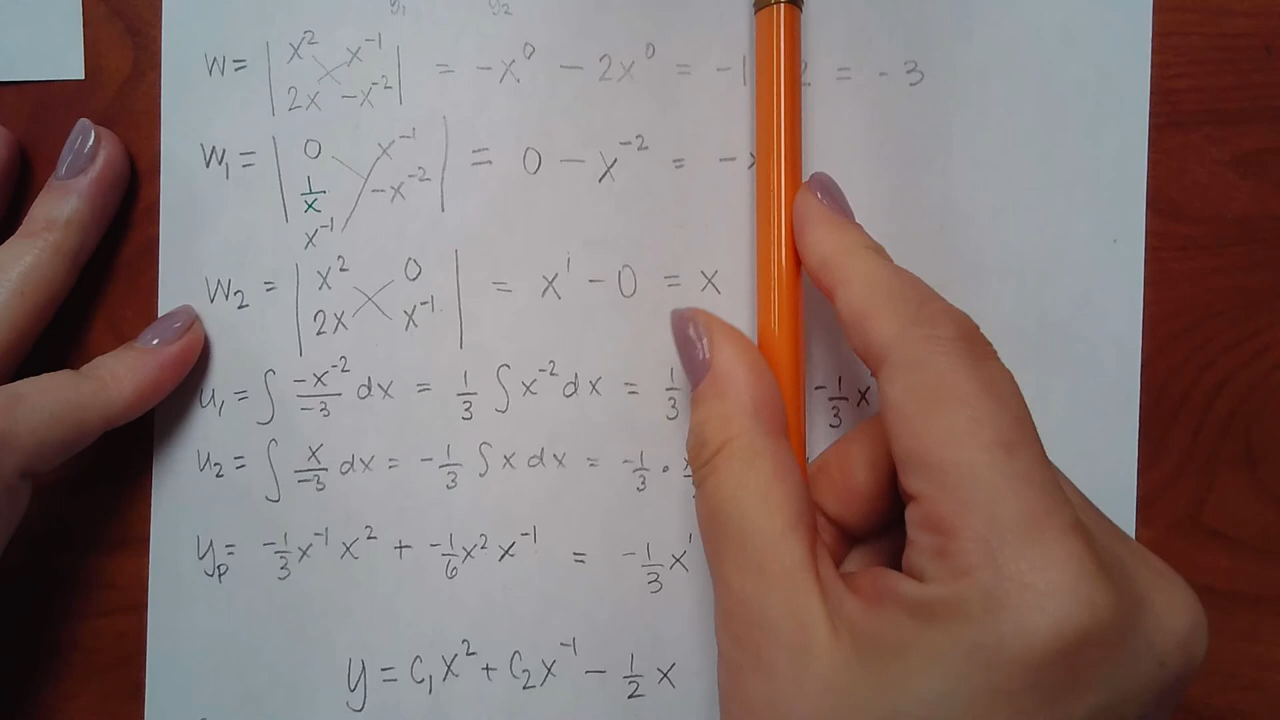 y₁ y₂
W = | x² x⁻¹ ; 2x -x⁻² | = -x⁰ - 2x⁰ = -1 2 = -3
W₁ = | 0 x⁻¹ ; 1/x -x⁻² | = 0 - x⁻² = -x
x⁻¹
W₂ = | x² 0 ; 2x x⁻¹ | = x¹ - 0 = x
u₁ = ∫ -x⁻²/-3 dx = 1/3 ∫ x⁻² dx = 1/3 -1/3 x
u₂ = ∫ x/-3 dx = -1/3 ∫ x dx = -1/3 ·
yₚ = -1/3 x⁻¹ x² + -1/6 x² x⁻¹ = -1/3 x¹
y = C₁x² + C₂x⁻¹ - 1/2 x